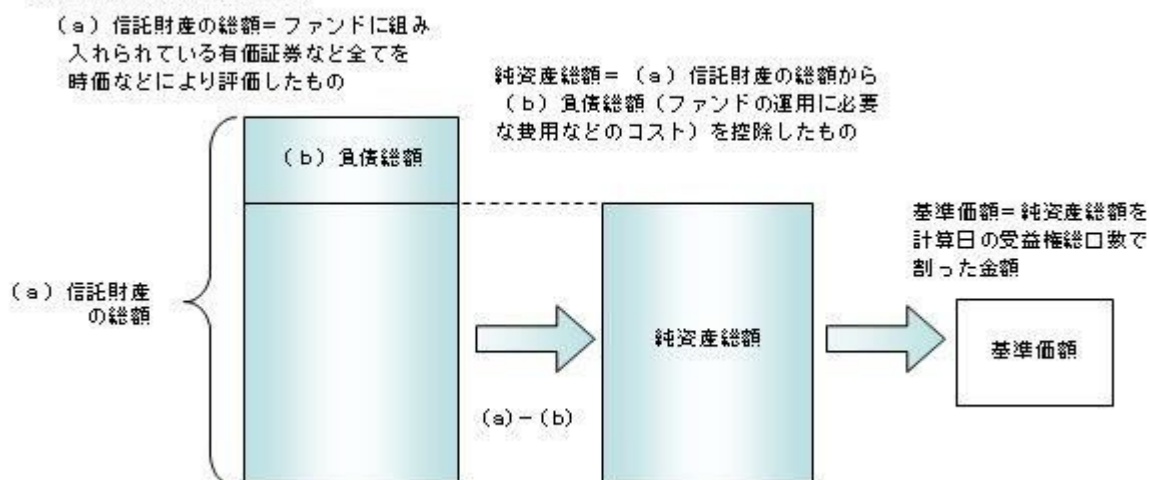 (a)信託財産の総額=ファンドに組み
入れられている有価証券など全てを
時価などにより評価したもの
純資産総額=(a)信託財産の総額から
(b)負債総額(ファンドの運用に必要
な費用などのコスト)を控除したもの
(b)負債総額
基準価額=純資産総額を
計算日の受益権総口数で
割った金額
(a)信託財産
の総額
純資産総額
基準価額
(a)-(b)